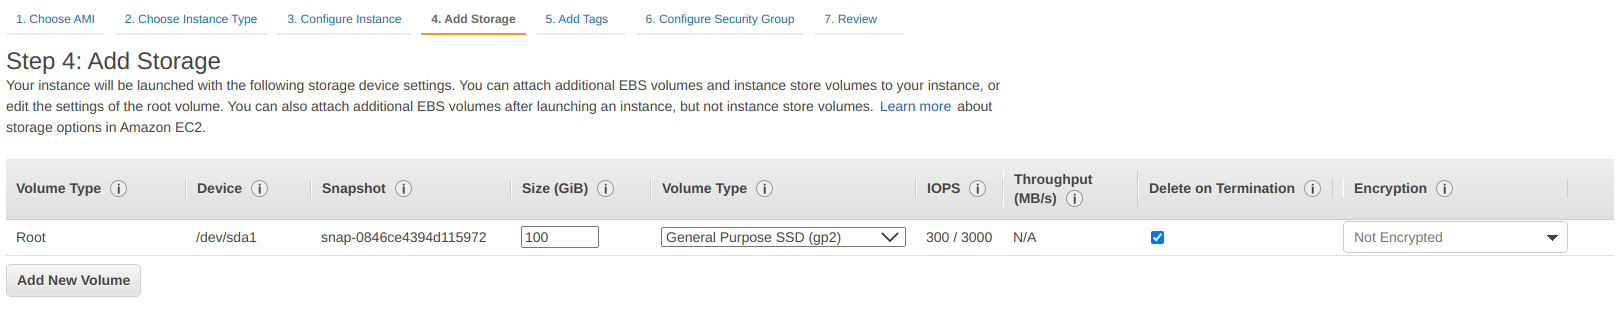 1. Choose AMI 2. Choose Instance Type 3. Configure Instance 4. Add Storage 5. Add Tags 6. Configure Security Group 7. Review
Step 4: Add Storage
Your instance will be launched with the following storage device settings. You can attach additional EBS volumes and instance store volumes to your instance, or
edit the settings of the root volume. You can also attach additional EBS volumes after launching an instance, but not instance store volumes. Learn more about
storage options in Amazon EC2.
Volume Type i Device i Snapshot i Size (GiB) i Volume Type i IOPS i Throughput (MB/s) i Delete on Termination i Encryption i
Root /dev/sda1 snap-0846ce4394d115972 100 General Purpose SSD (gp2) 300 / 3000 N/A Not Encrypted
Add New Volume